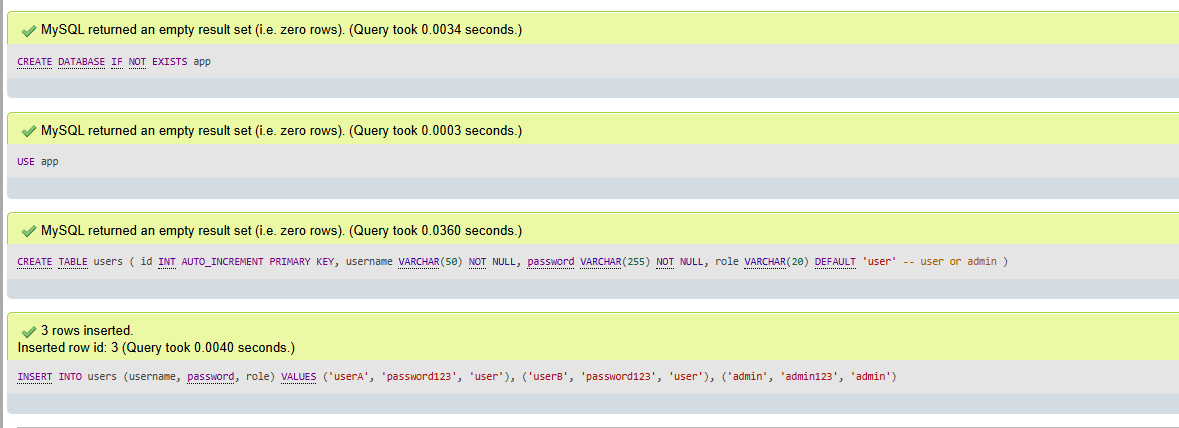 MySQL returned an empty result set (i.e. zero rows). (Query took 0.0034 seconds.)
CREATE DATABASE IF NOT EXISTS app
MySQL returned an empty result set (i.e. zero rows). (Query took 0.0003 seconds.)
USE app
MySQL returned an empty result set (i.e. zero rows). (Query took 0.0360 seconds.)
CREATE TABLE users ( id INT AUTO_INCREMENT PRIMARY KEY, username VARCHAR(50) NOT NULL, password VARCHAR(255) NOT NULL, role VARCHAR(20) DEFAULT 'user' -- user or admin )
3 rows inserted.
Inserted row id: 3 (Query took 0.0040 seconds.)
INSERT INTO users (username, password, role) VALUES ('userA', 'password123', 'user'), ('userB', 'password123', 'user'), ('admin', 'admin123', 'admin')